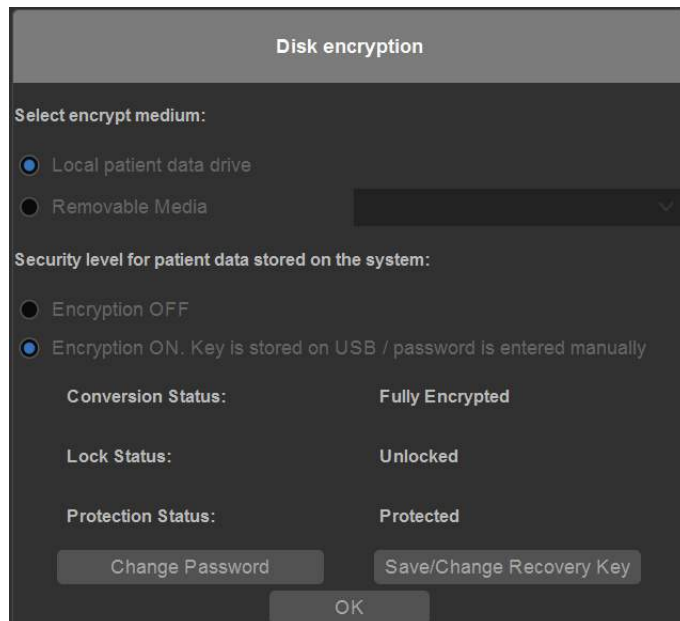 Disk encryption
Select encrypt medium:
Local patient data drive
Removable Media
Security level for patient data stored on the system:
Encryption OFF
Encryption ON. Key is stored on USB / password is entered manually
Conversion Status: Fully Encrypted
Lock Status: Unlocked
Protection Status: Protected
Change Password Save/Change Recovery Key
OK